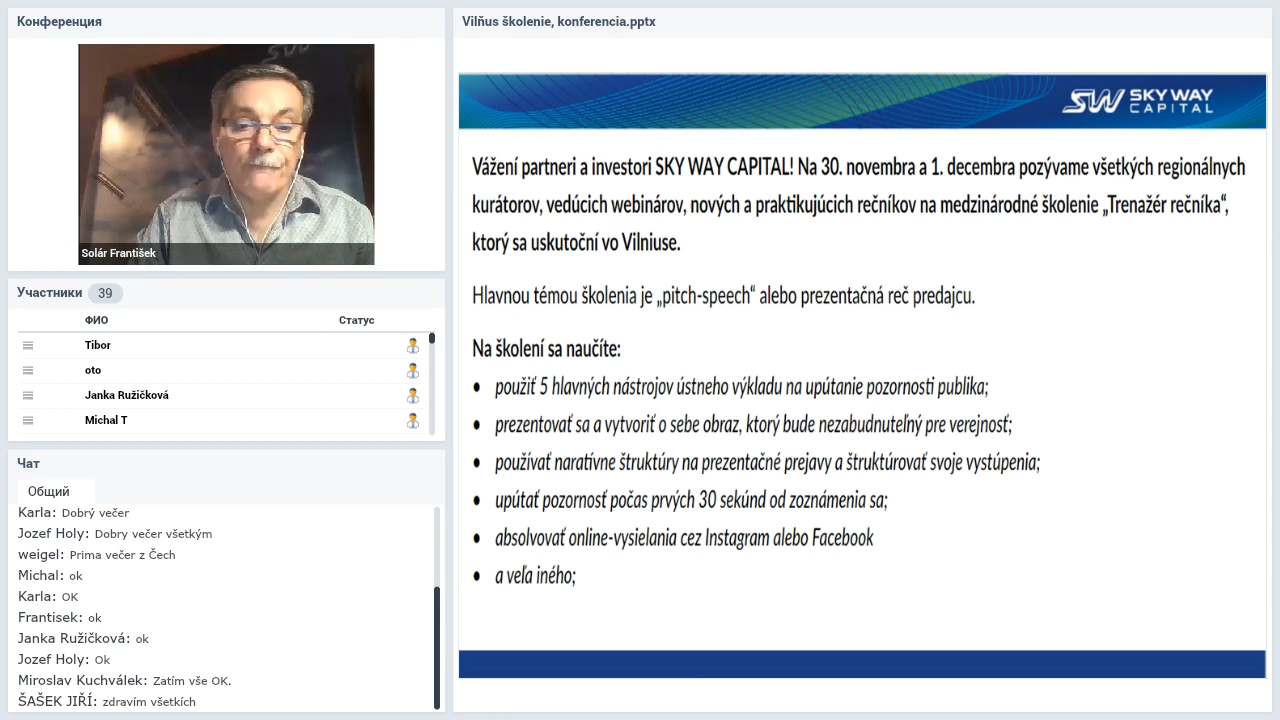 Конференция
Solár František
Участники 39
ФИО Статус
Tibor
oto
Janka Ružičková
Michal T
Чат
Общий
Karla: Dobrý večer
Jozef Holy: Dobry večer všetkým
weigel: Prima večer z Čech
Michal: ok
Karla: OK
Frantisek: ok
Janka Ružičková: ok
Jozef Holy: Ok
Miroslav Kuchválek: Zatím vše OK.
ŠAŠEK JIŘÍ: zdravím všetkích
Vilňus školenie, konferencia.pptx
SW SKY WAY
CAPITAL
Vážení partneri a investori SKY WAY CAPITAL! Na 30. novembra a 1. decembra pozývame všetkých regionálnych
kurátorov, vedúcich webinárov, nových a praktikujúcich rečníkov na medzinárodné školenie „Trenažér rečníka“,
ktorý sa uskutoční vo Vilniuse.
Hlavnou témou školenia je „pitch-speech“ alebo prezentačná reč predajcu.
Na školení sa naučíte:
• použiť 5 hlavných nástrojov ústneho výkladu na upútanie pozornosti publika;
• prezentovať sa a vytvoriť o sebe obraz, ktorý bude nezabudnuteľný pre verejnosť;
• používať naratívne štruktúry na prezentačné prejavy a štruktúrovať svoje vystúpenia;
• upútať pozornosť počas prvých 30 sekúnd od zoznámenia sa;
• absolvovať online-vysielania cez Instagram alebo Facebook
• a veľa iného;